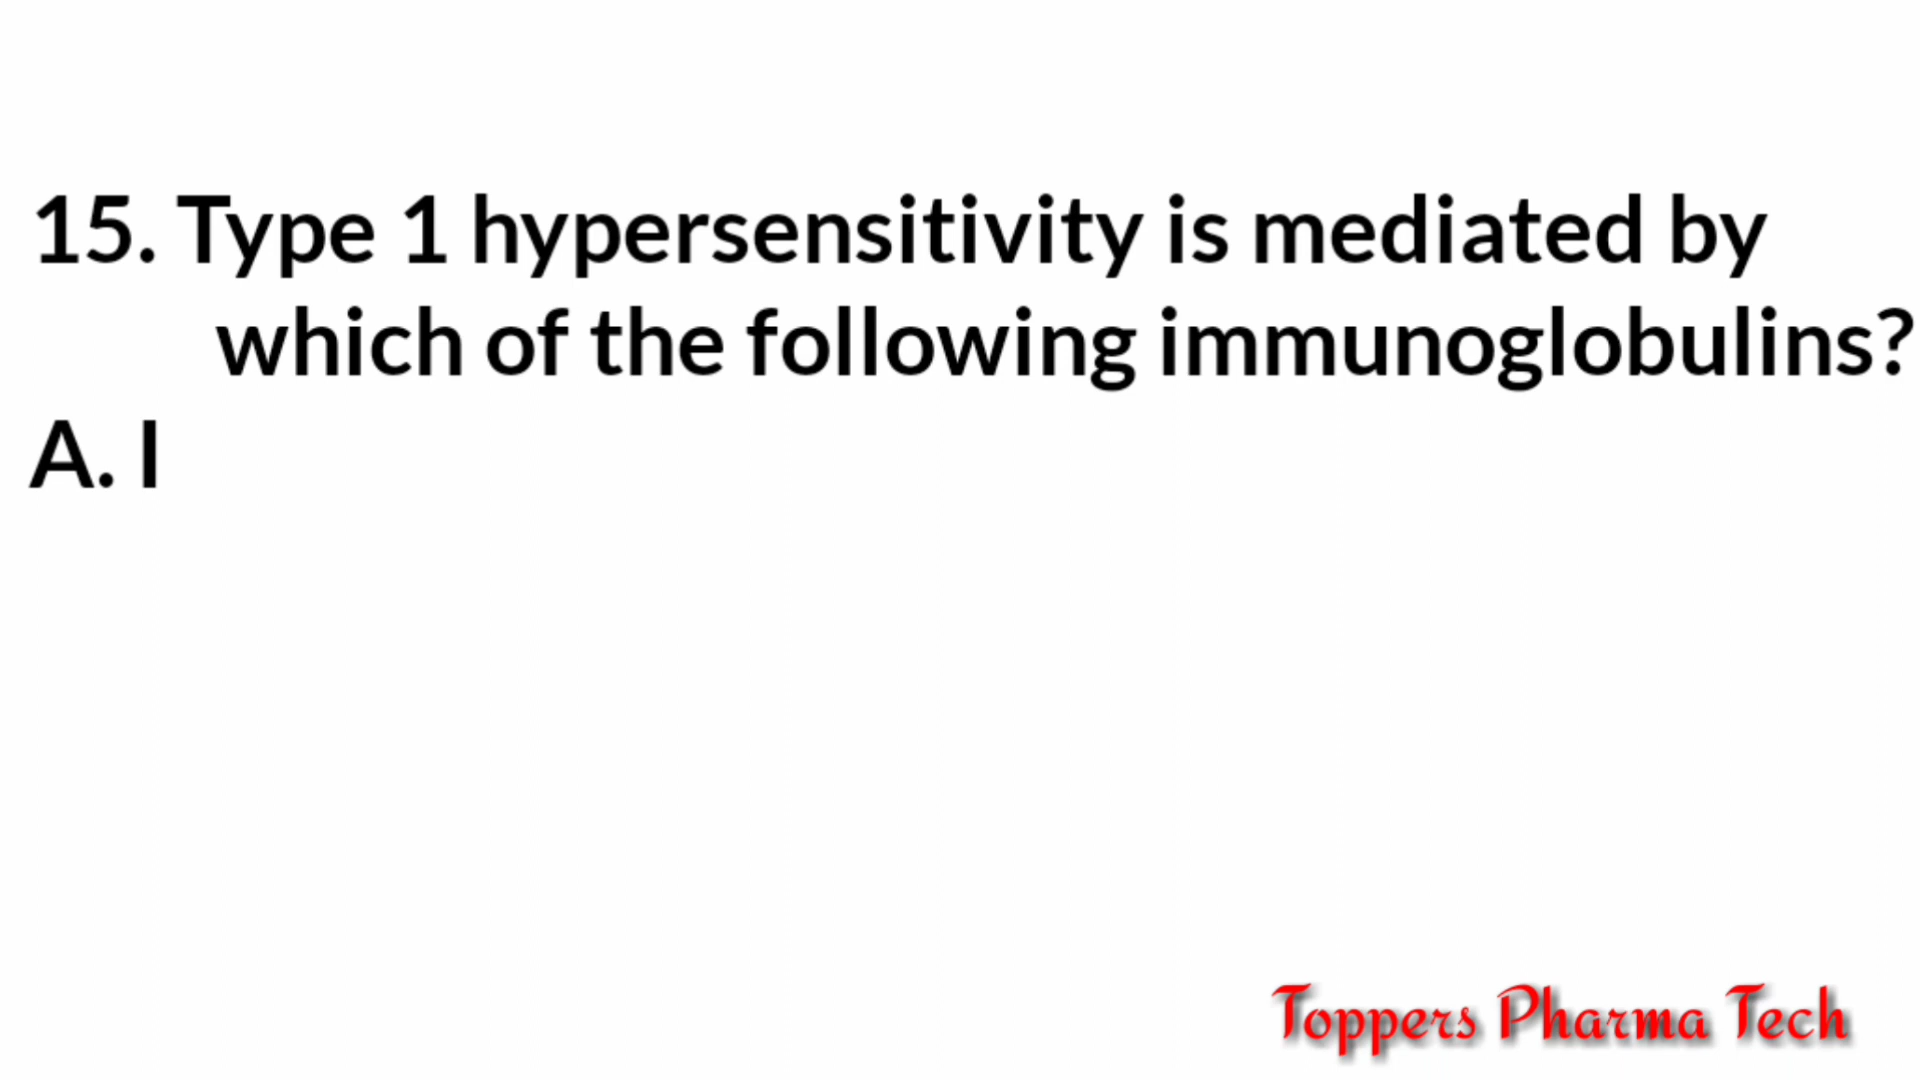 15. Type 1 hypersensitivity is mediated by
which of the following immunoglobulins?
A. I
Toppers Pharma Tech